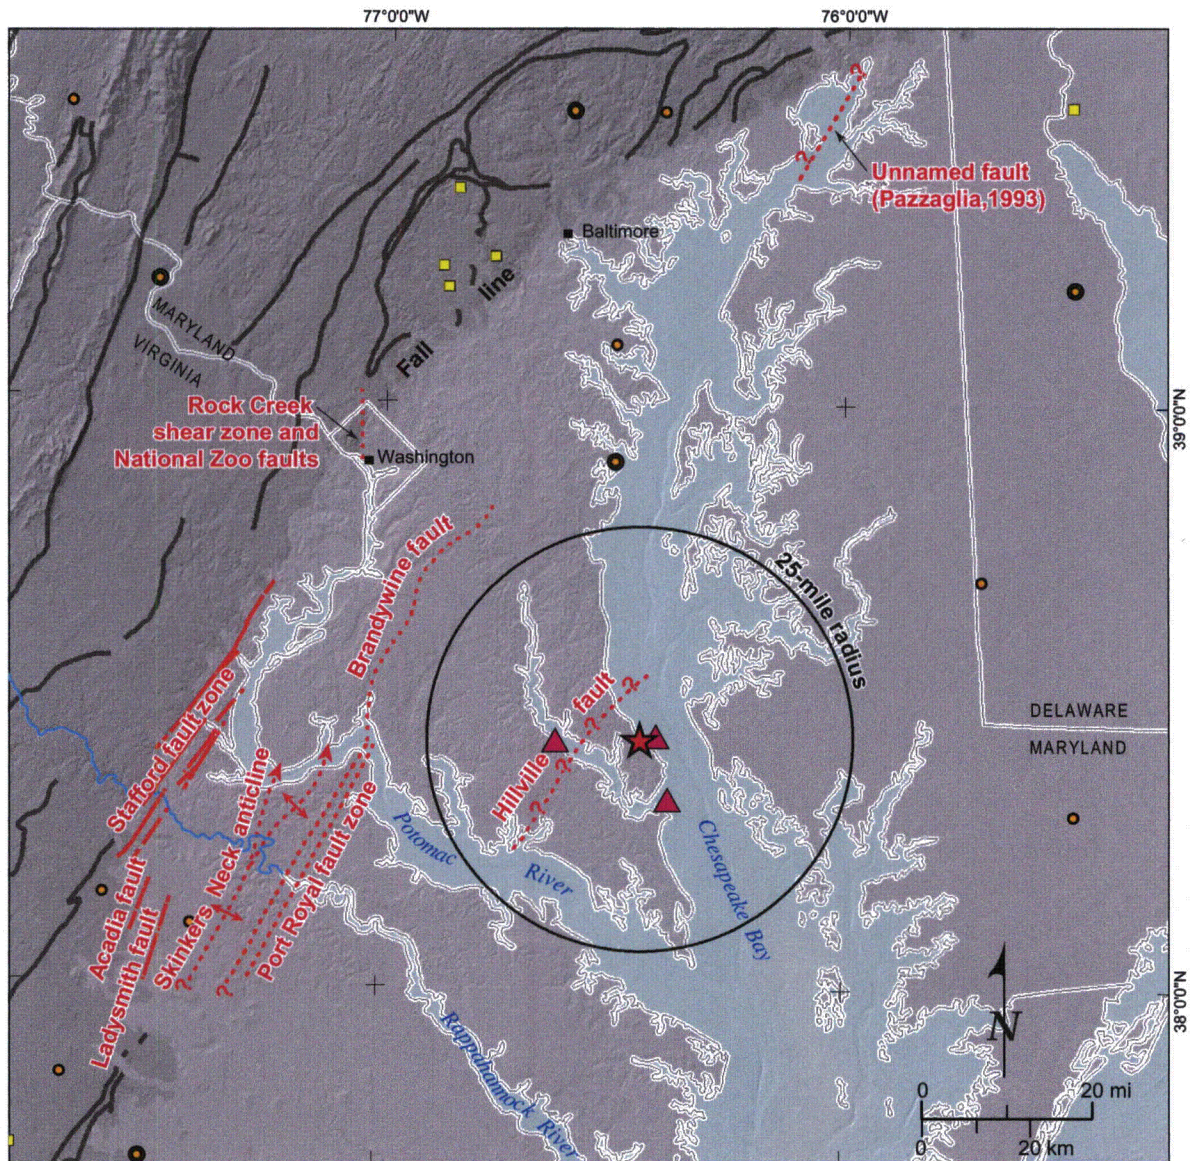 77°0'0"W
76°0'0"W
Unnamed fault
(Pazzaglia,1993)
Baltimore
Fall line
MARYLAND
VIRGINIA
Rock Creek
shear zone and
National Zoo faults
Washington
39°0'0"N
Brandywine fault
25-mile radius
Stafford fault zone
Hillville fault
DELAWARE
MARYLAND
Skinkers Neck anticline
Port Royal fault zone
Potomac
River
Chesapeake Bay
Acadia fault
Ladysmith fault
38°0'0"N
Rappahannock River
N
0 20 mi
0 20 km
?
?
?
?
?
?
?
?